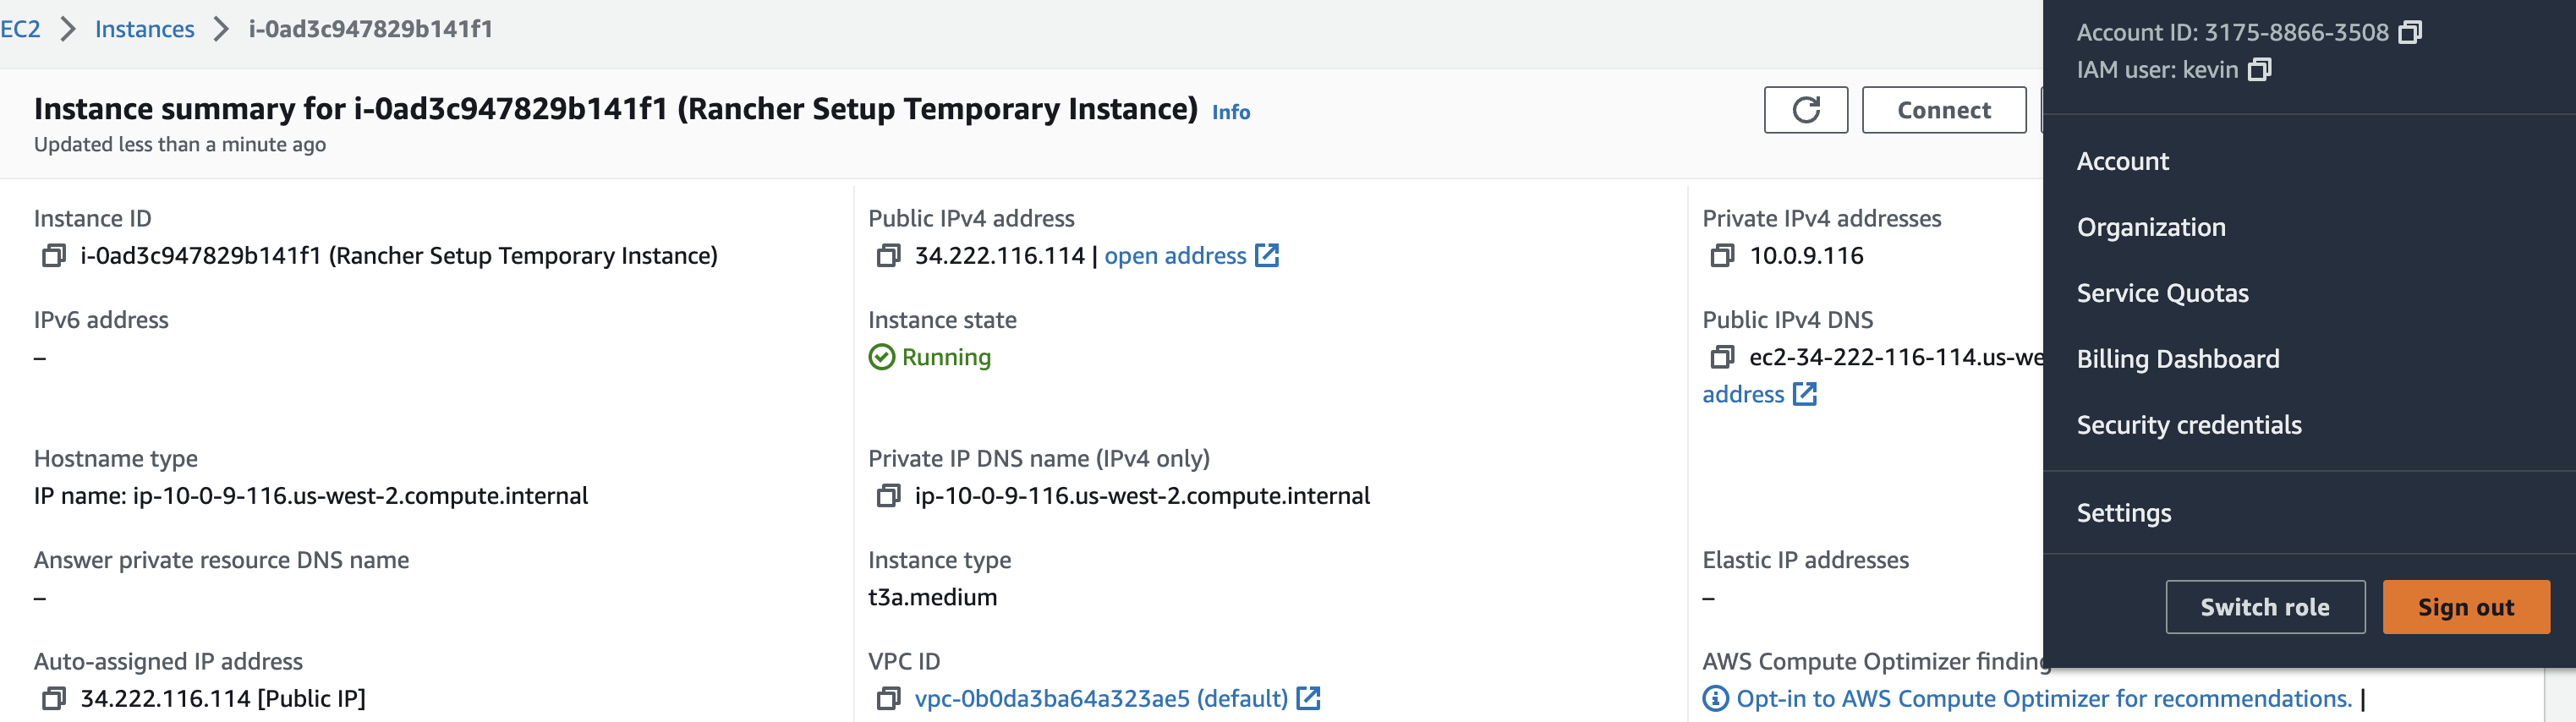 EC2 > Instances > i-0ad3c947829b141f1
Instance summary for i-0ad3c947829b141f1 (Rancher Setup Temporary Instance) Info
Updated less than a minute ago
Connect
Instance ID
i-0ad3c947829b141f1 (Rancher Setup Temporary Instance)
Public IPv4 address
34.222.116.114 | open address
Private IPv4 addresses
10.0.9.116
IPv6 address
–
Instance state
Running
Public IPv4 DNS
ec2-34-222-116-114.us-we
address
Hostname type
IP name: ip-10-0-9-116.us-west-2.compute.internal
Private IP DNS name (IPv4 only)
ip-10-0-9-116.us-west-2.compute.internal
Answer private resource DNS name
–
Instance type
t3a.medium
Elastic IP addresses
–
Auto-assigned IP address
34.222.116.114 [Public IP]
VPC ID
vpc-0b0da3ba64a323ae5 (default)
AWS Compute Optimizer finding
Opt-in to AWS Compute Optimizer for recommendations. |
Account ID: 3175-8866-3508
IAM user: kevin
Account
Organization
Service Quotas
Billing Dashboard
Security credentials
Settings
Switch role
Sign out